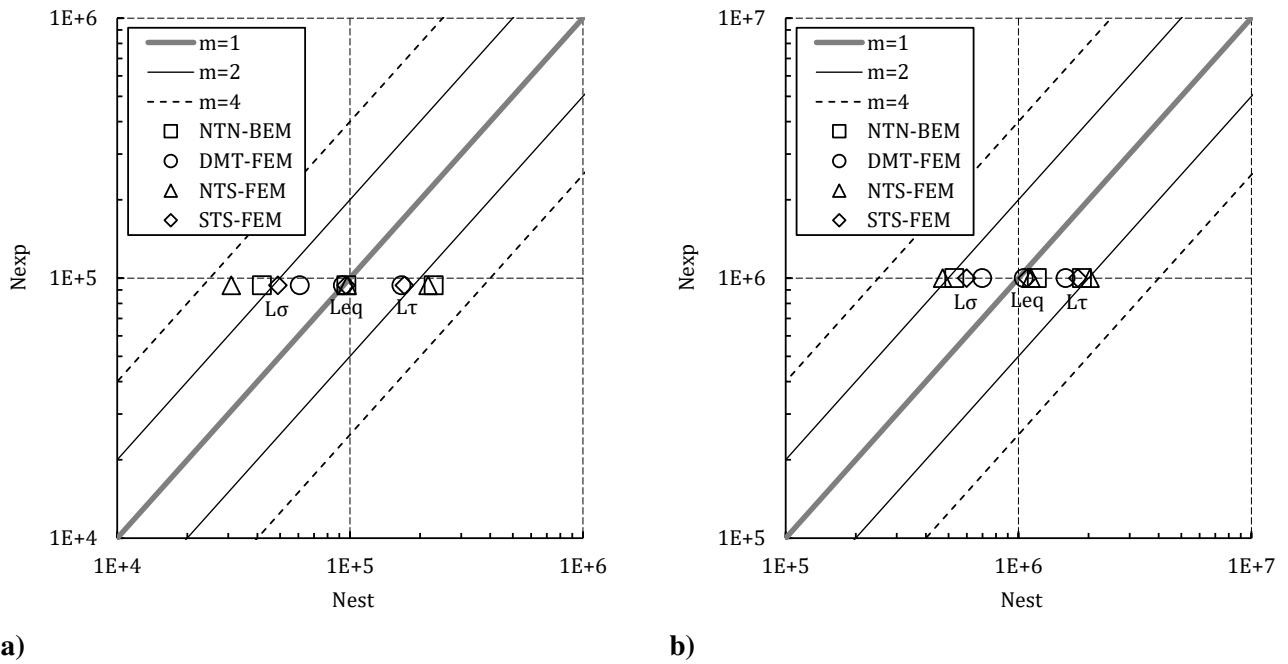 1E+6
m=1
m=2
m=4
NTN-BEM
DMT-FEM
NTS-FEM
STS-FEM
Nexp
1E+5
Lσ
Leq
Lτ
1E+4
1E+4
1E+5
1E+6
Nest
a)
1E+7
m=1
m=2
m=4
NTN-BEM
DMT-FEM
NTS-FEM
STS-FEM
Nexp
1E+6
Lσ
Leq
Lτ
1E+5
1E+5
1E+6
1E+7
Nest
b)